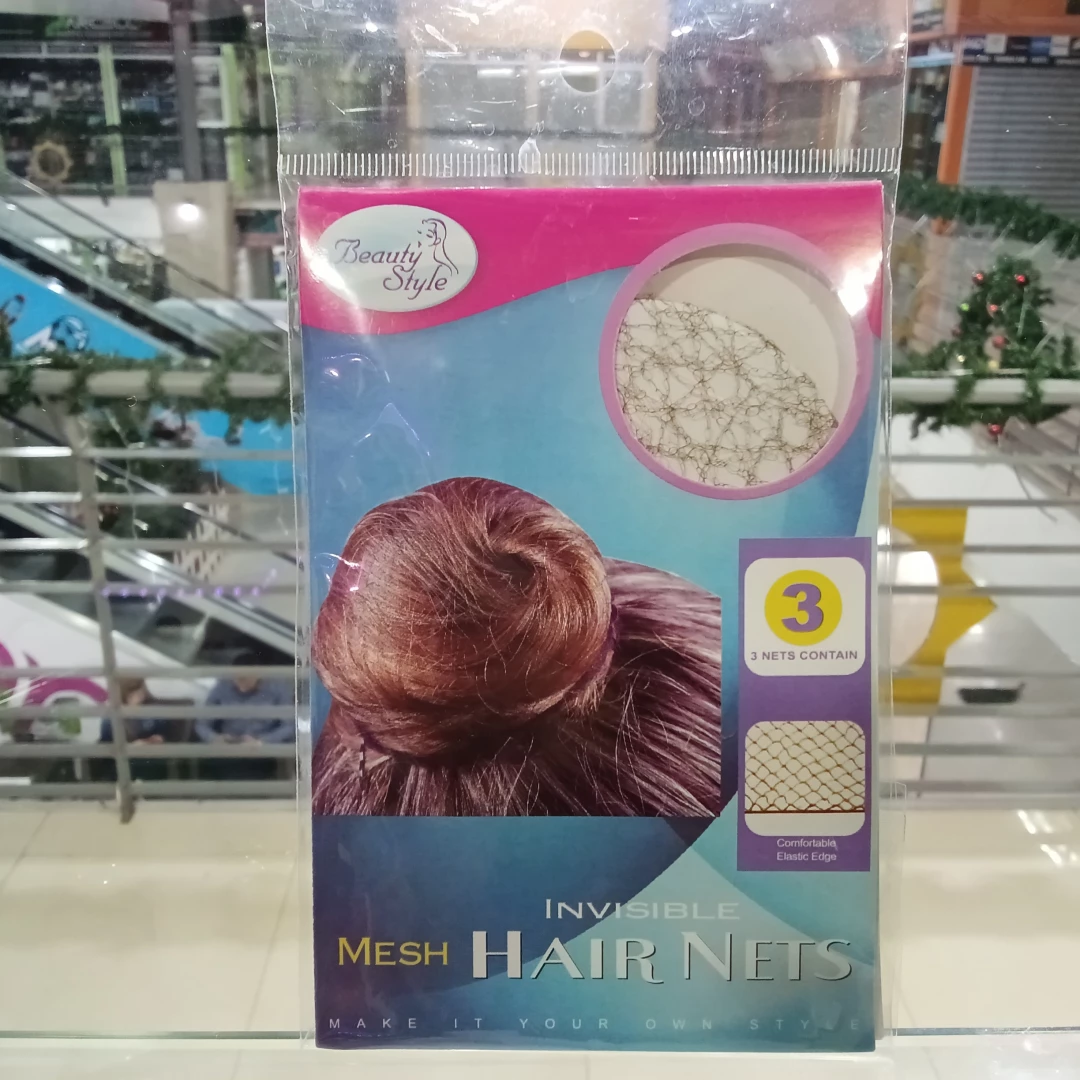 Beauty
Style
3
3 NETS CONTAIN
Comfortable
Elastic Edge
INVISIBLE
MESH HAIR NETS
MAKE IT YOUR OWN STYLE